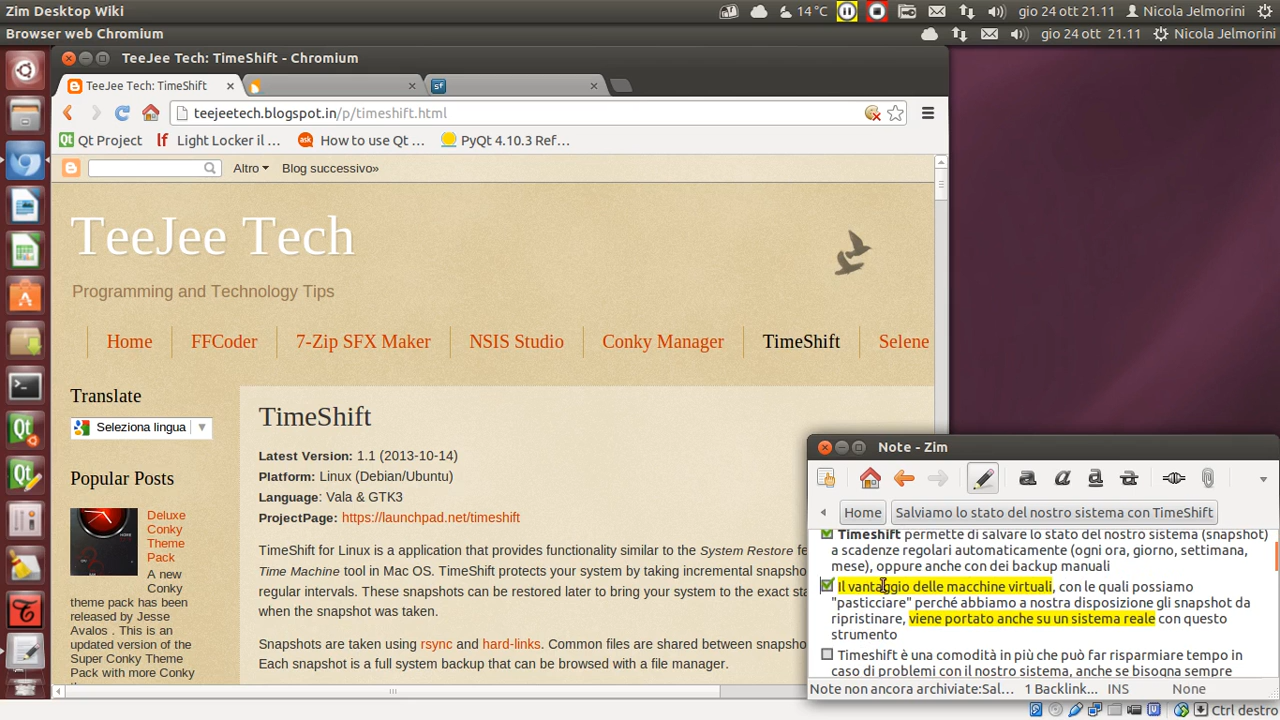 Zim Desktop Wiki
14 °C
gio 24 ott 21.11
Nicola Jelmorini
Browser web Chromium
gio 24 ott 21.11
Nicola Jelmorini
TeeJee Tech: TimeShift - Chromium
TeeJee Tech: TimeShift
sf
teejeetech.blogspot.in/p/timeshift.html
Qt Project
Light Locker il ...
How to use Qt ...
PyQt 4.10.3 Ref...
Altro
Blog successivo»
TeeJee Tech
Programming and Technology Tips
Home
FFCoder
7-Zip SFX Maker
NSIS Studio
Conky Manager
TimeShift
Selene
Translate
Seleziona lingua
Popular Posts
Deluxe
Conky
Theme
Pack
A new
Conky
theme pack has been
released by Jesse
Avalos . This is an
updated version of the
Super Conky Theme
Pack with more Conky
TimeShift
Latest Version: 1.1 (2013-10-14)
Platform: Linux (Debian/Ubuntu)
Language: Vala & GTK3
ProjectPage: https://launchpad.net/timeshift
TimeShift for Linux is a application that provides functionality similar to the System Restore fe
Time Machine tool in Mac OS. TimeShift protects your system by taking incremental snapsho
regular intervals. These snapshots can be restored later to bring your system to the exact sta
when the snapshot was taken.
Snapshots are taken using rsync and hard-links. Common files are shared between snapsho
Each snapshot is a full system backup that can be browsed with a file manager.
Note - Zim
Home
Salviamo lo stato del nostro sistema con TimeShift
Timeshift permette di salvare lo stato del nostro sistema (snapshot)
a scadenze regolari automaticamente (ogni ora, giorno, settimana,
mese), oppure anche con dei backup manuali
Il vantaggio delle macchine virtuali, con le quali possiamo
"pasticciare" perché abbiamo a nostra disposizione gli snapshot da
ripristinare, viene portato anche su un sistema reale con questo
strumento
Timeshift è una comodità in più che può far risparmiare tempo in
caso di problemi con il nostro sistema, anche se bisogna sempre
Note non ancora archiviate:Sal...
1 Backlink...
INS
None
Ctrl destro